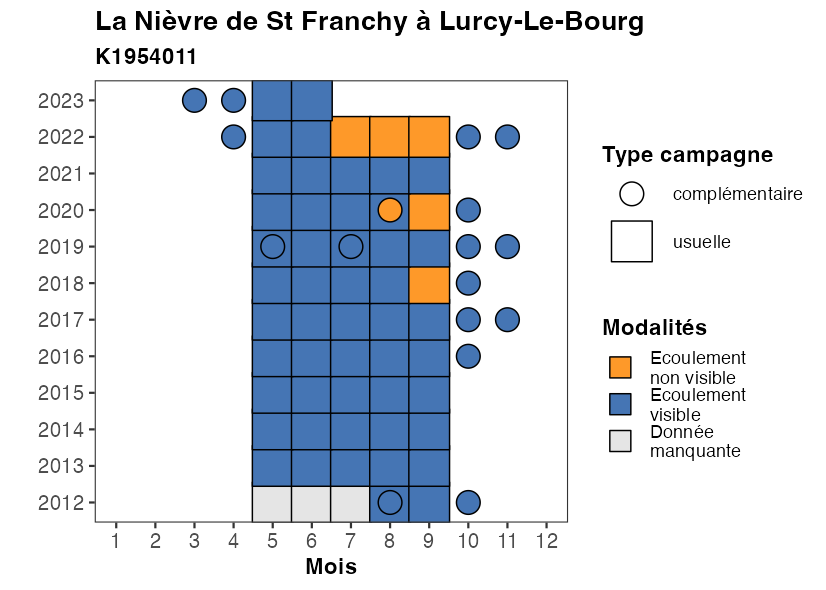 La Nièvre de St Franchy à Lurcy-Le-Bourg
K1954011
2023
2022
2021
2020
2019
2018
2017
2016
2015
2014
2013
2012
1 2 3 4 5 6 7 8 9 10 11 12
Mois
Type campagne
complémentaire
usuelle
Modalités
Ecoulement
non visible
Ecoulement
visible
Donnée
manquante